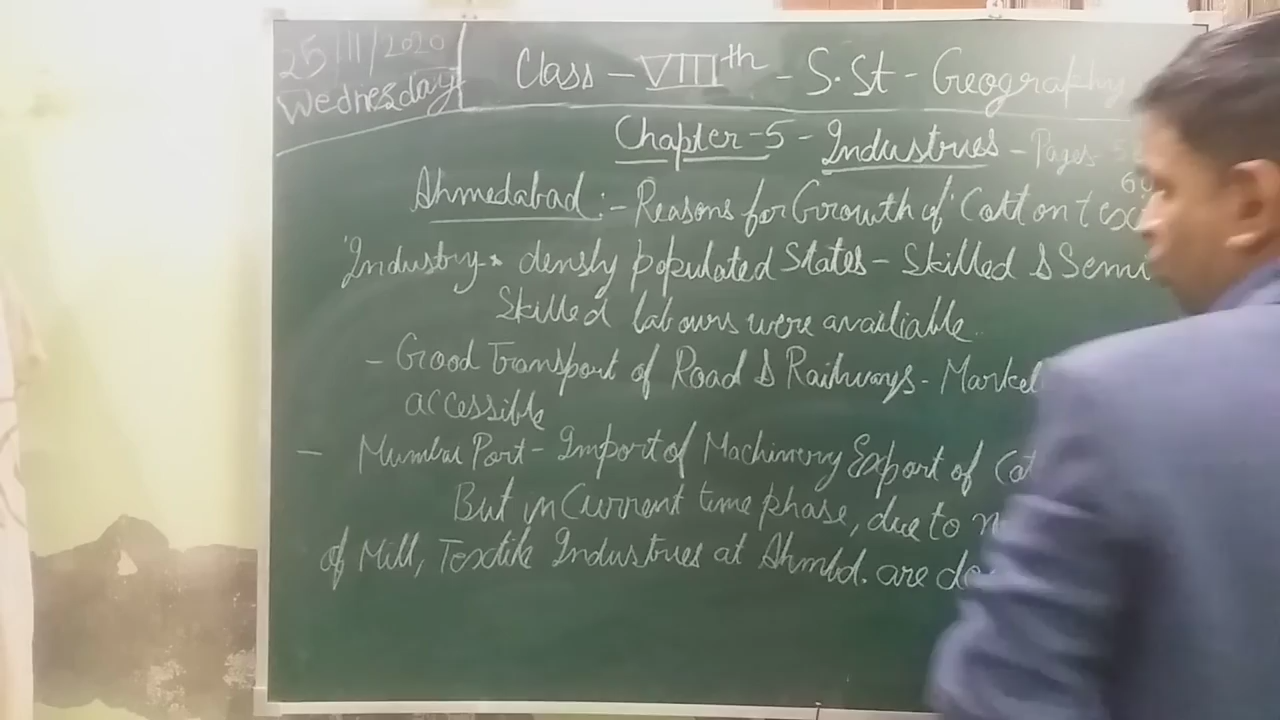 25/11/2020
Wednesday
Class - VIIIth - S.St - Geography
Chapter-5 - Industries - Pages
Ahmedabad :- Reasons for Growth of 'Cotton
Industry densly populated States - Skilled & Semi
Skilled labours were available
- Good Transport of Road & Railways - Market
accessible
- Mumbai Port - Import of Machinery Export of
But in Current time phase, due to
of Mill, Textile Industries at Ahmbd. are